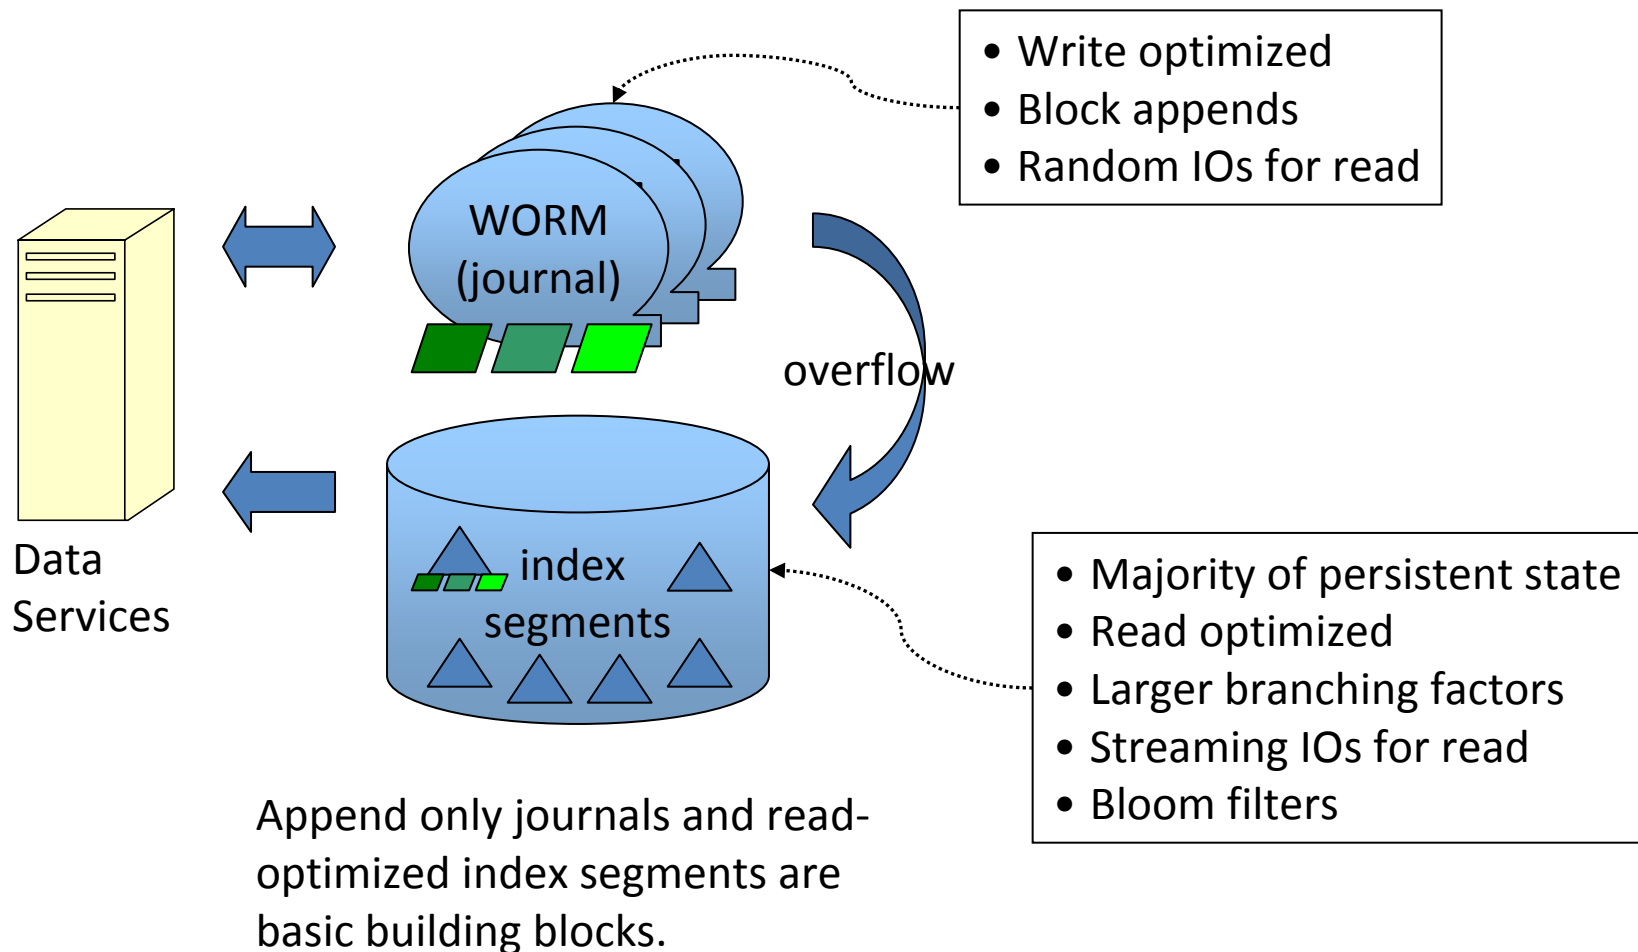 • Write optimized
• Block appends
• Random IOs for read
WORM
(journal)
overflow
Data
Services
index
segments
• Majority of persistent state
• Read optimized
• Larger branching factors
• Streaming IOs for read
• Bloom filters
Append only journals and read-
optimized index segments are
basic building blocks.